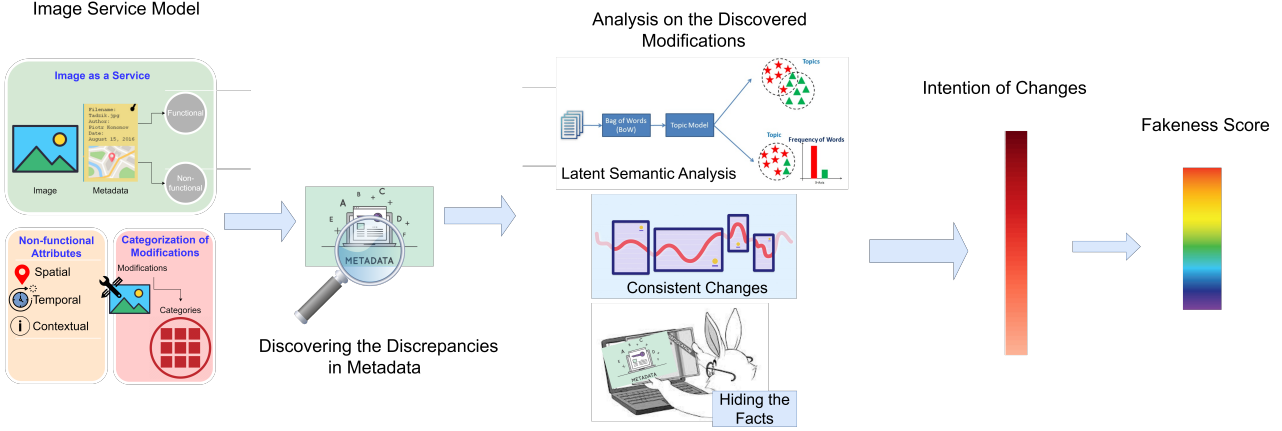 Image Service Model
Image as a Service
Filename:
Tadzik.jpg
Author:
Piotr Kononow
Date:
August 15, 2016
Functional
Non-
functional
Image
Metadata
Non-functional
Attributes
Spatial
Temporal
Contextual
Categorization of
Modifications
Modifications
Categories
A
B
C
E
D
F
METADATA
Discovering the Discrepancies
in Metadata
Analysis on the Discovered
Modifications
Topics
Bag of Words
(BoW)
Topic Model
Topic
Frequency of Words
X-Axis
Latent Semantic Analysis
Consistent Changes
A
C
E
D
METADATA
Hiding the
Facts
Intention of Changes
Fakeness Score